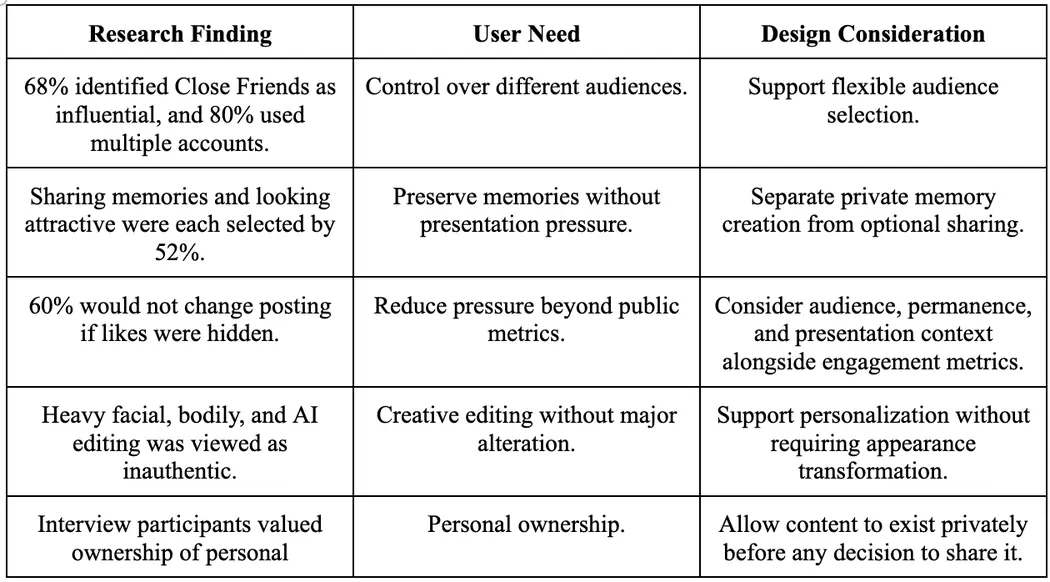 Research Finding
User Need
Design Consideration
68% identified Close Friends as
influential, and 80% used
multiple accounts.
Control over different audiences.
Support flexible audience
selection.
Sharing memories and looking
attractive were each selected by
52%.
Preserve memories without
presentation pressure.
Separate private memory
creation from optional sharing.
60% would not change posting
if likes were hidden.
Reduce pressure beyond public
metrics.
Consider audience, permanence,
and presentation context
alongside engagement metrics.
Heavy facial, bodily, and AI
editing was viewed as
inauthentic.
Creative editing without major
alteration.
Support personalization without
requiring appearance
transformation.
Interview participants valued
ownership of personal
Personal ownership.
Allow content to exist privately
before any decision to share it.